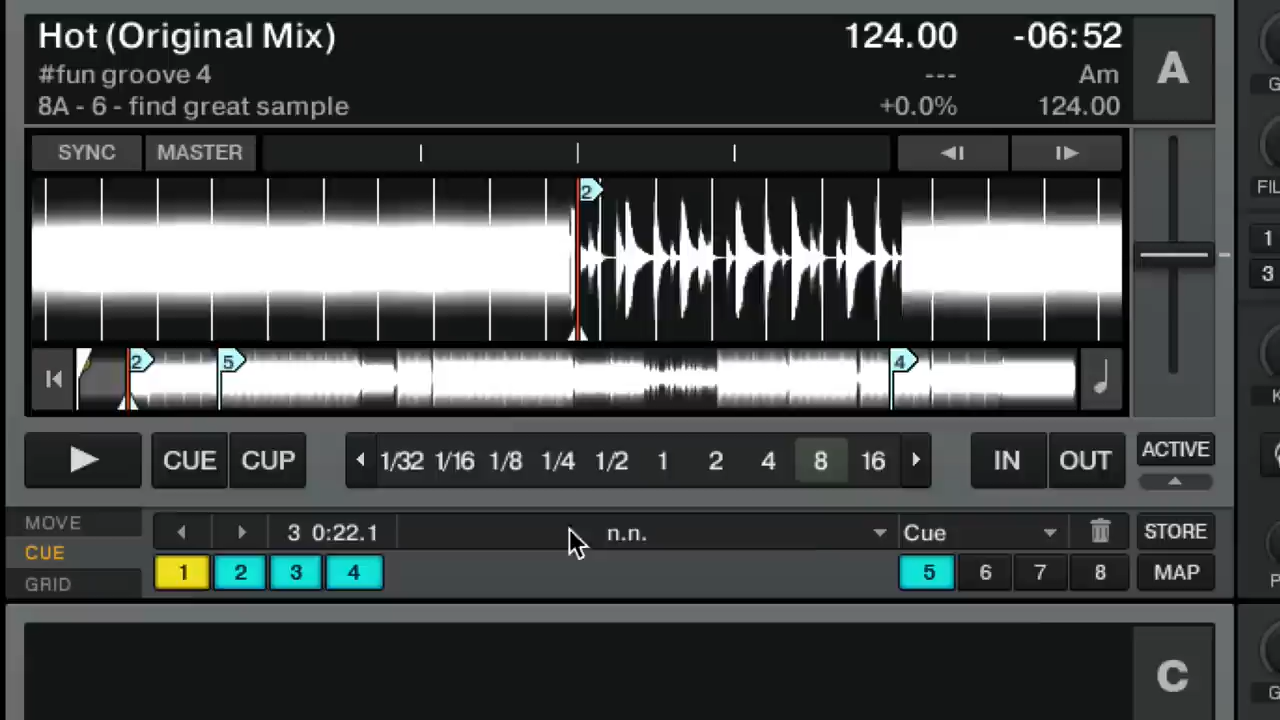 Hot (Original Mix) 124.00 -06:52 A
#fun groove 4 --- Am
8A - 6 - find great sample +0.0% 124.00
SYNC MASTER
2
2 5 4
CUE CUP 1/32 1/16 1/8 1/4 1/2 1 2 4 8 16 IN OUT ACTIVE
MOVE
3 0:22.1 n.n. Cue STORE
CUE
1 2 3 4 5 6 7 8 MAP
GRID
C
FIL
1
3
K
P